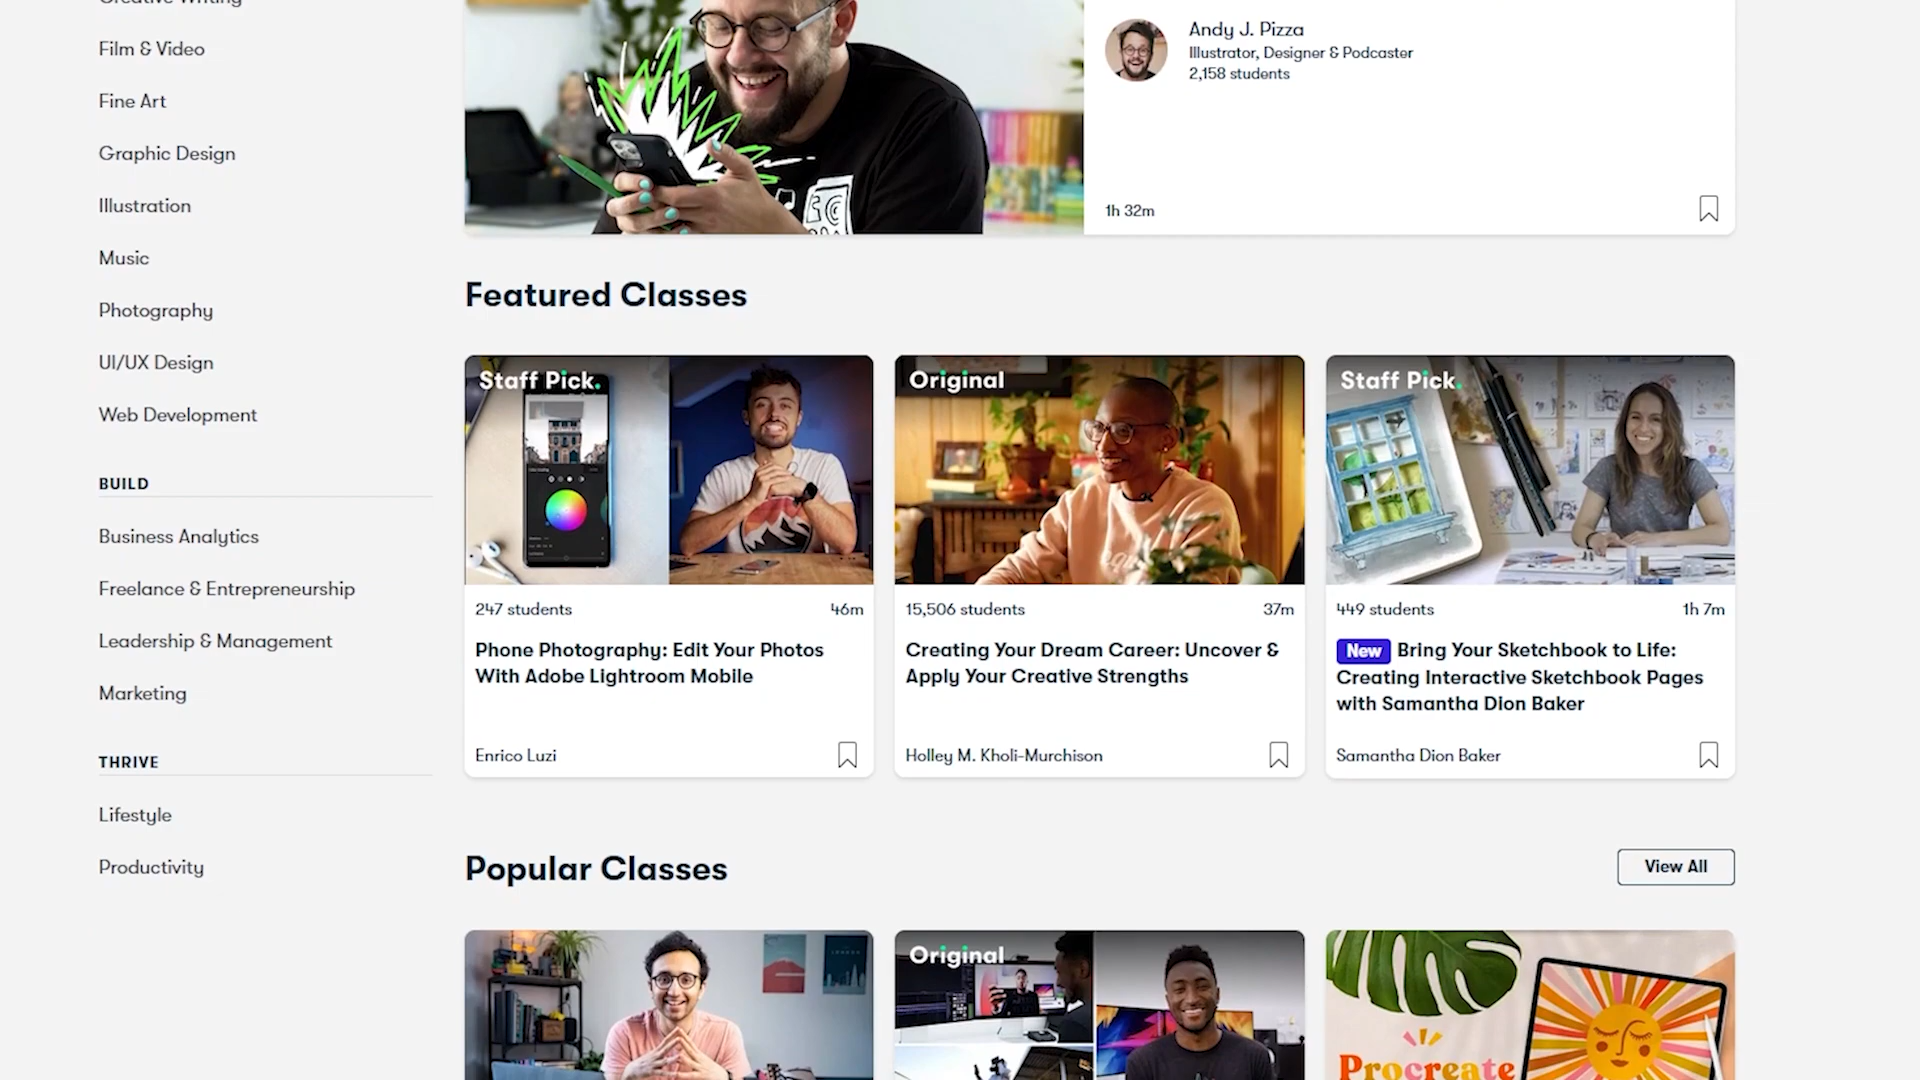 Creative Writing
Film & Video
Fine Art
Graphic Design
Illustration
Music
Photography
UI/UX Design
Web Development
BUILD
Business Analytics
Freelance & Entrepreneurship
Leadership & Management
Marketing
THRIVE
Lifestyle
Productivity
Andy J. Pizza
Illustrator, Designer & Podcaster
2,158 students
1h 32m
Featured Classes
Staff Pick.
247 students 46m
Phone Photography: Edit Your Photos
With Adobe Lightroom Mobile
Enrico Luzi
Original
15,506 students 37m
Creating Your Dream Career: Uncover &
Apply Your Creative Strengths
Holley M. Kholi-Murchison
Staff Pick.
449 students 1h 7m
New Bring Your Sketchbook to Life:
Creating Interactive Sketchbook Pages
with Samantha Dion Baker
Samantha Dion Baker
Popular Classes
View All
Original
Procreate